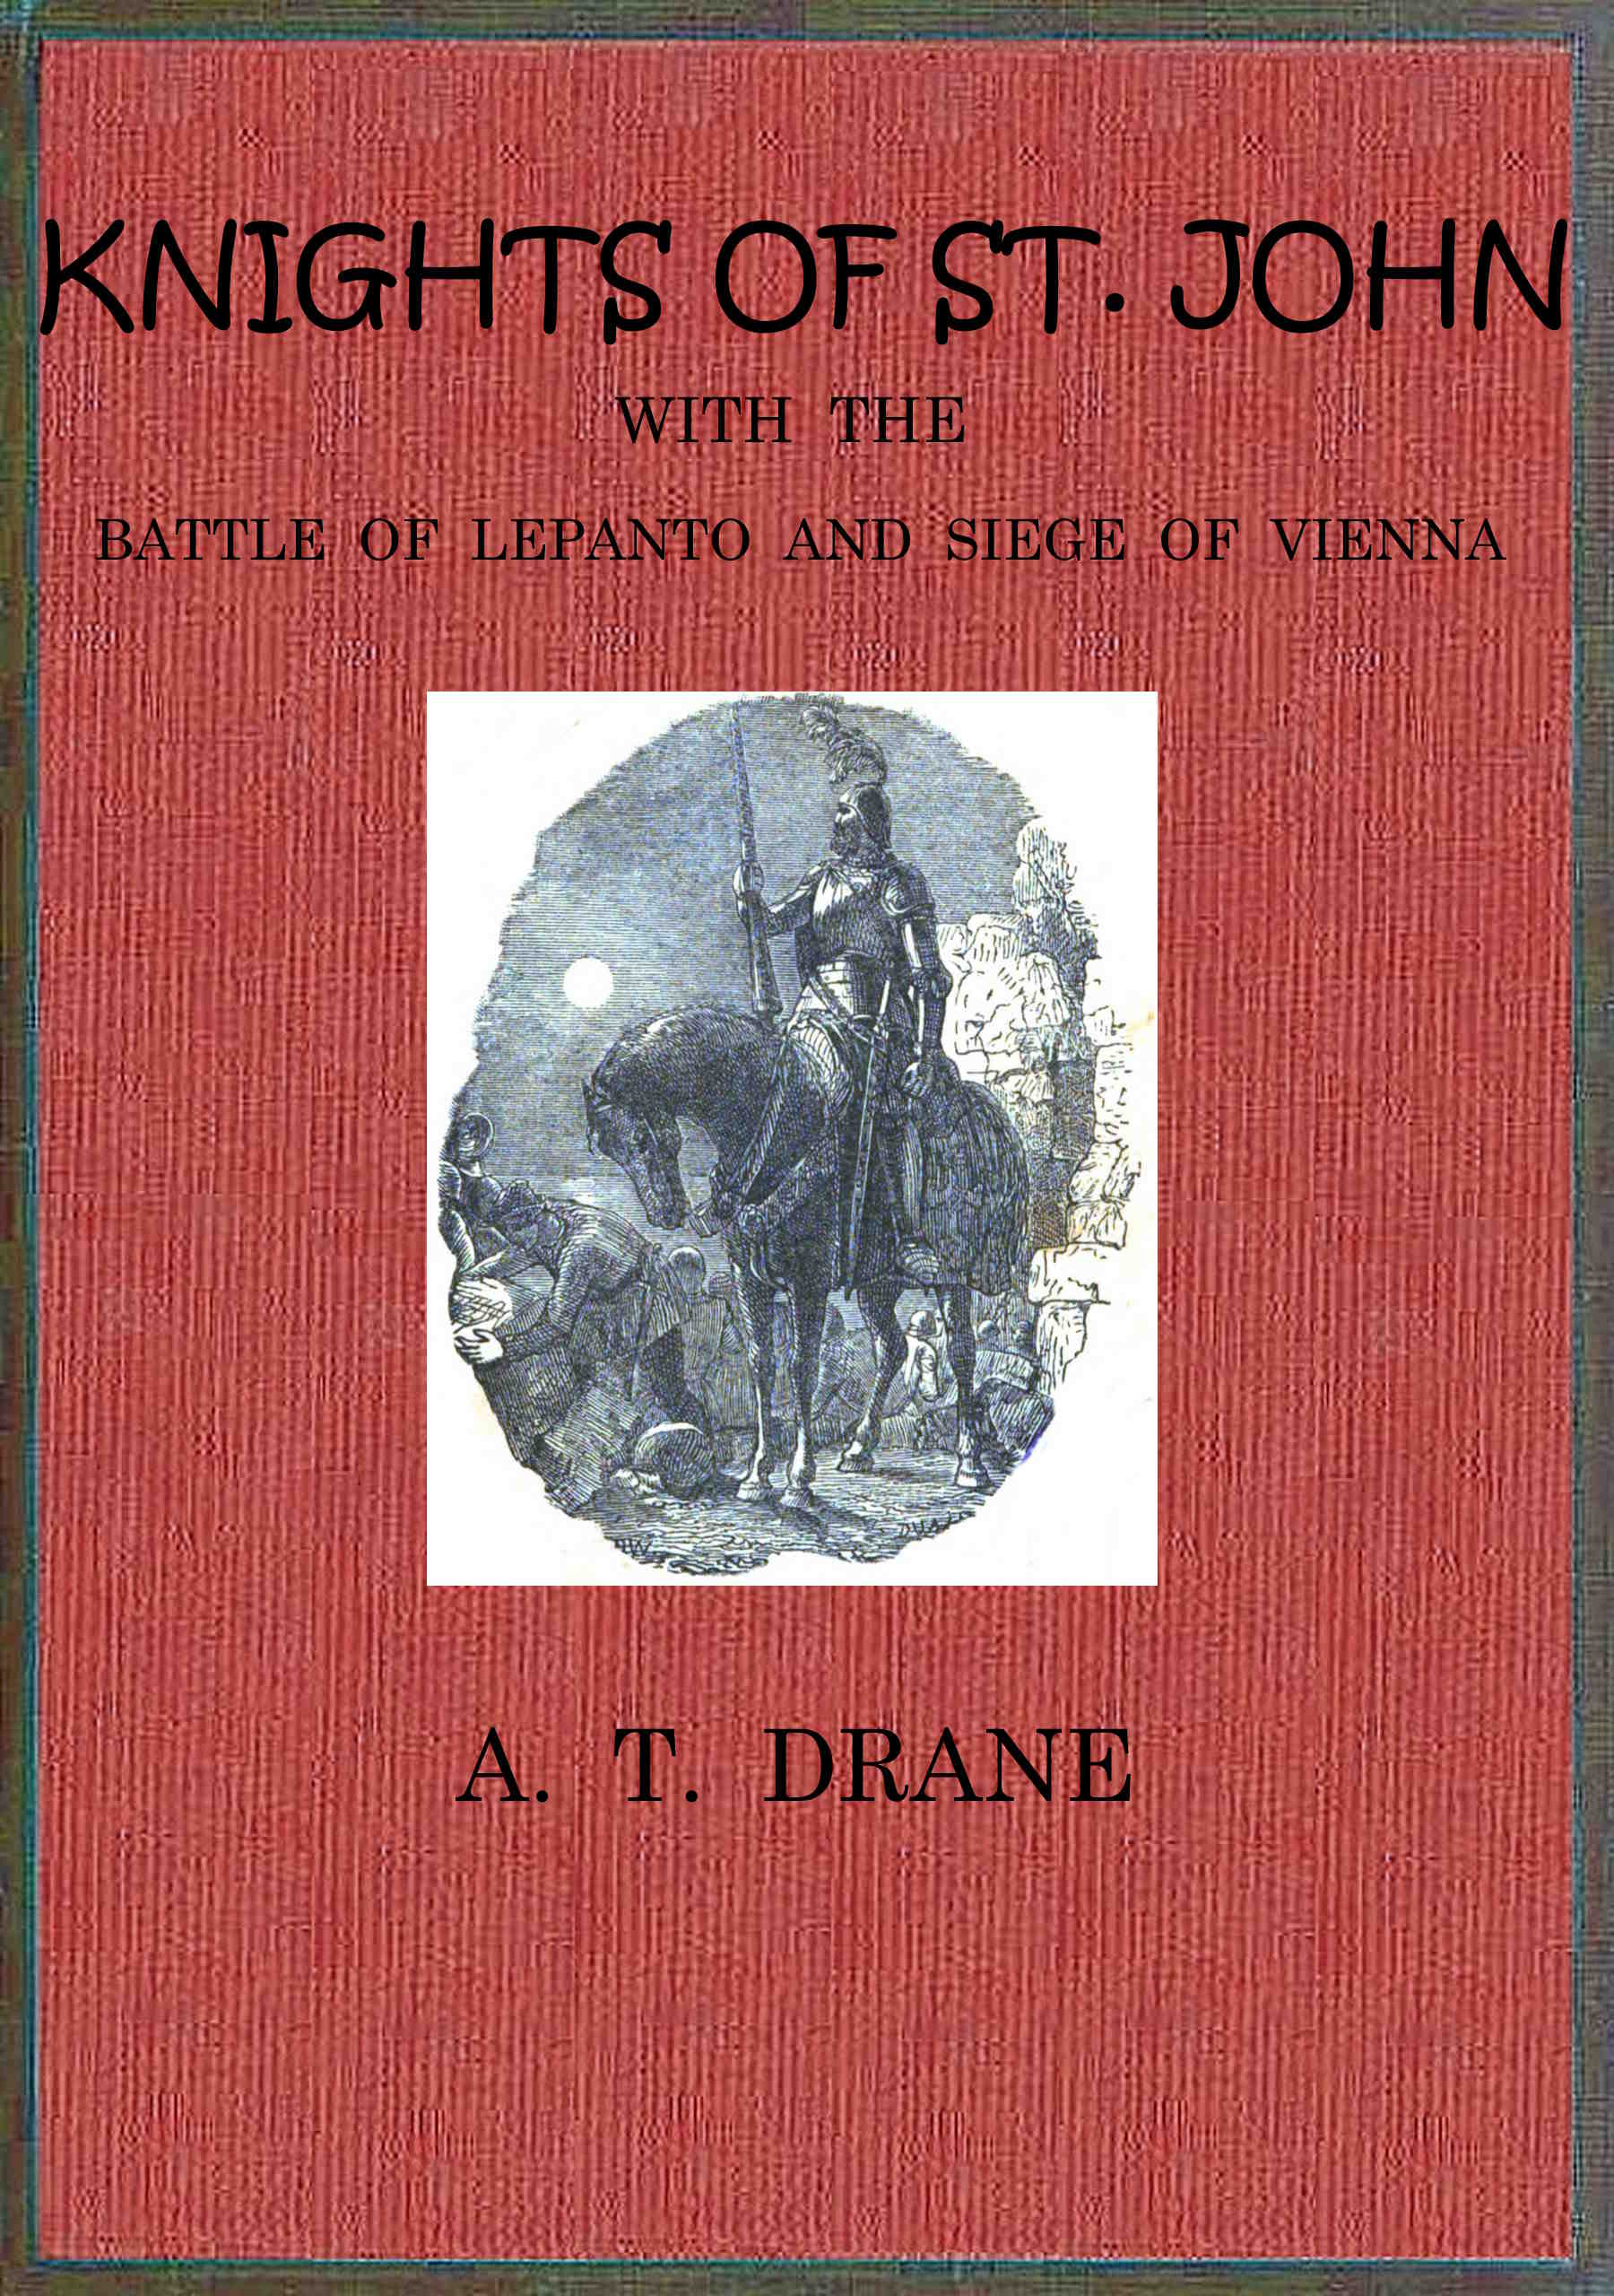 KNIGHTS OF ST. JOHN
WITH THE
BATTLE OF LEPANTO AND SIEGE OF VIENNA
A. T. DRANE